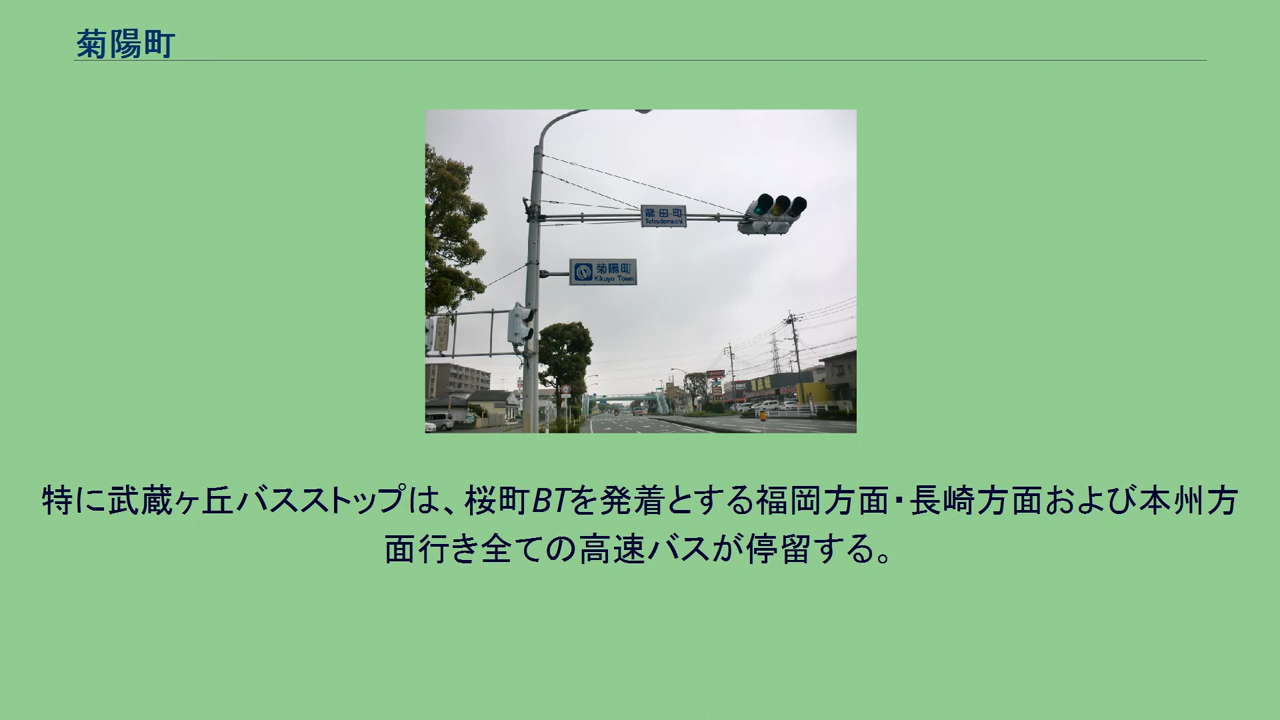 菊陽町
龍田町
Tatsudamachi
菊陽町
Kikuyo Town
特に武蔵ヶ丘バスストップは、桜町BTを発着とする福岡方面・長崎方面および本州方
面行き全ての高速バスが停留する。